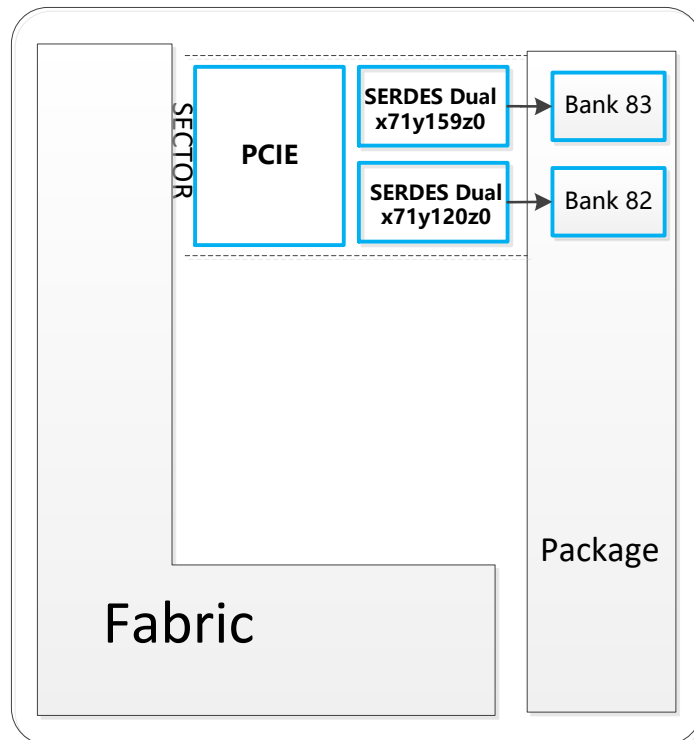 SECTOR
PCIE
SERDES Dual
x71y159z0
Bank 83
SERDES Dual
x71y120z0
Bank 82
Package
Fabric